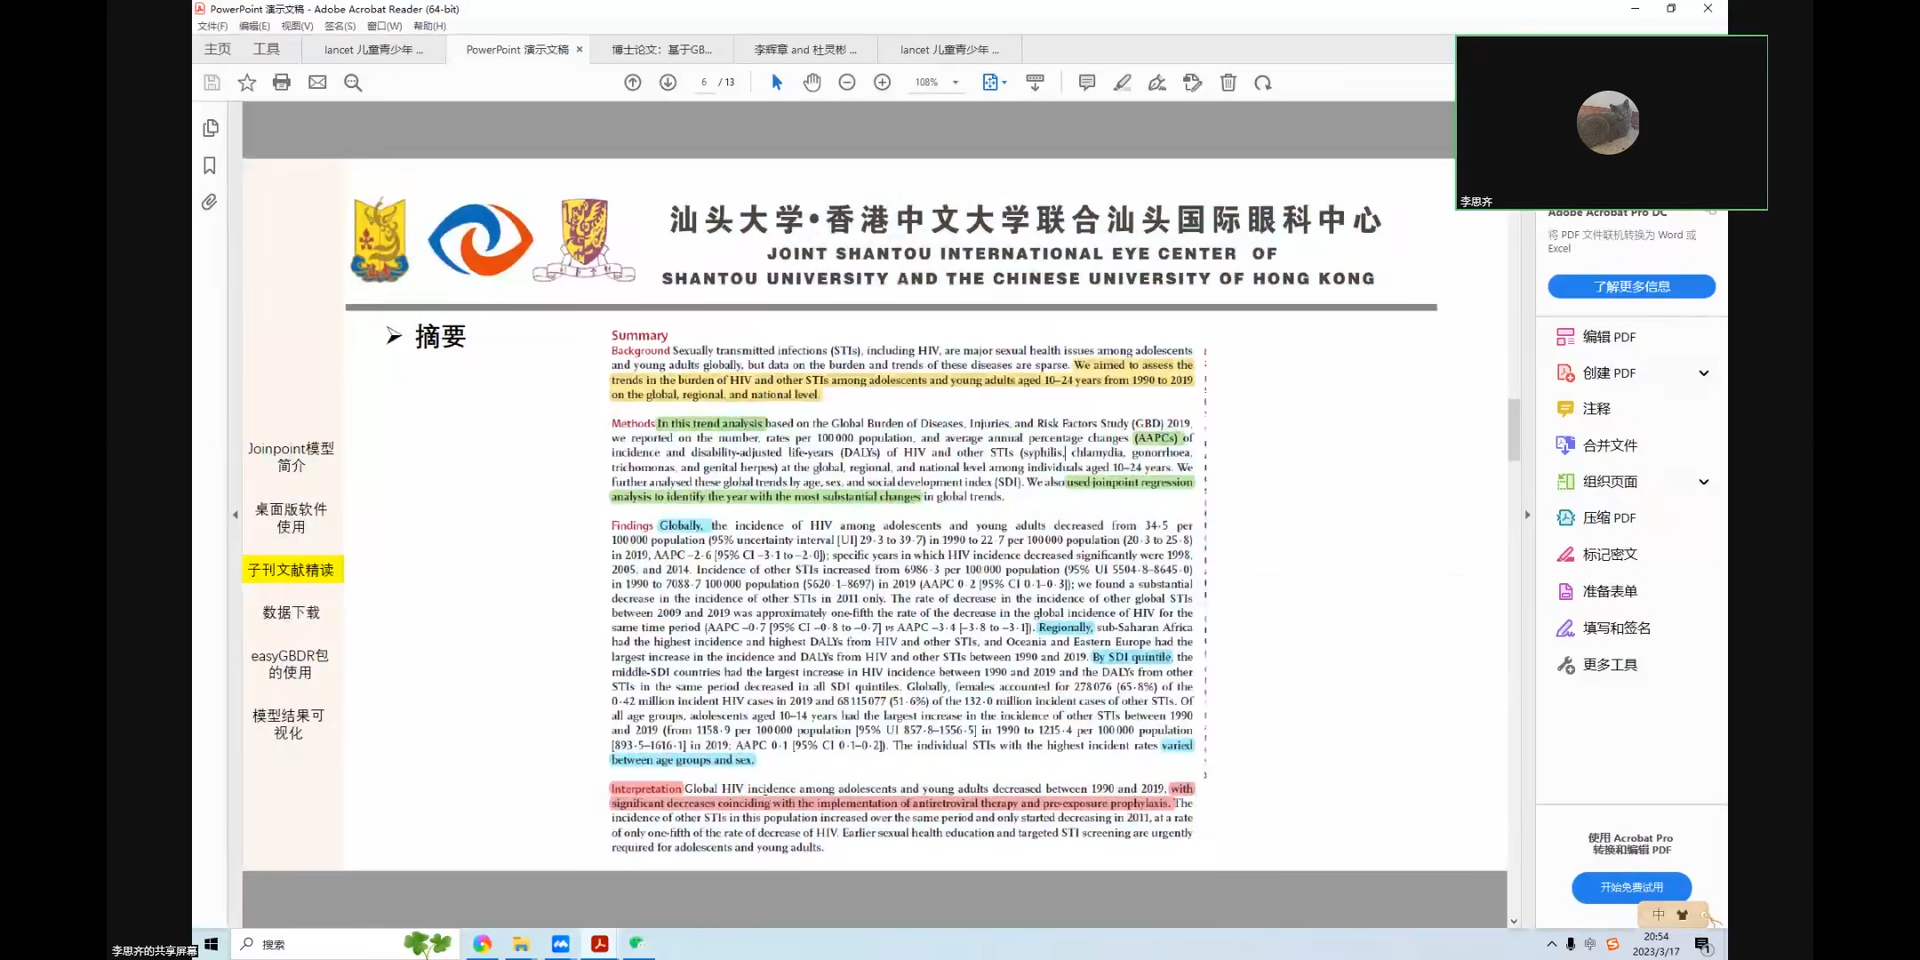 PowerPoint 演示文稿 - Adobe Acrobat Reader (64-bit)
文件(F) 编辑(E) 视图(V) 签名(S) 窗口(W) 帮助(H)
主页 工具 lancet 儿童青少年 ... PowerPoint 演示文稿 × 博士论文：基于GB... 李辉章 and 杜灵彬 ... lancet 儿童青少年 ...
6 / 13 108%
李思齐
Adobe Acrobat Pro DC
将 PDF 文件联机转换为 Word 或
Excel
了解更多信息
编辑 PDF
创建 PDF
注释
合并文件
组织页面
压缩 PDF
标记密文
准备表单
填写和签名
更多工具
使用 Acrobat Pro
转换和编辑 PDF
开始免费试用
汕头大学•香港中文大学联合汕头国际眼科中心
JOINT SHANTOU INTERNATIONAL EYE CENTER OF
SHANTOU UNIVERSITY AND THE CHINESE UNIVERSITY OF HONG KONG
Joinpoint模型
简介
桌面版软件
使用
子刊文献精读
数据下载
easyGBDR包
的使用
模型结果可
视化
➢ 摘要
Summary
Background Sexually transmitted infections (STIs), including HIV, are major sexual health issues among adolescents
and young adults globally, but data on the burden and trends of these diseases are sparse. We aimed to assess the
trends in the burden of HIV and other STIs among adolescents and young adults aged 10–24 years from 1990 to 2019
on the global, regional, and national level.
Methods In this trend analysis based on the Global Burden of Diseases, Injuries, and Risk Factors Study (GBD) 2019,
we reported on the number, rates per 100 000 population, and average annual percentage changes (AAPCs) of
incidence and disability-adjusted life-years (DALYs) of HIV and other STIs (syphilis, chlamydia, gonorrhoea,
trichomonas, and genital herpes) at the global, regional, and national level among individuals aged 10–24 years. We
further analysed these global trends by age, sex, and social development index (SDI). We also used joinpoint regression
analysis to identify the year with the most substantial changes in global trends.
Findings Globally, the incidence of HIV among adolescents and young adults decreased from 34·5 per
100 000 population (95% uncertainty interval [UI] 29·3 to 39·7) in 1990 to 22·7 per 100 000 population (20·3 to 25·8)
in 2019, AAPC –2·6 [95% CI –3·1 to –2·0]); specific years in which HIV incidence decreased significantly were 1998,
2005, and 2014. Incidence of other STIs increased from 6986·3 per 100 000 population (95% UI 5504·8–8645·0)
in 1990 to 7088·7 100 000 population (5620·1–8697) in 2019 (AAPC 0·2 [95% CI 0·1–0·3]); we found a substantial
decrease in the incidence of other STIs in 2011 only. The rate of decrease in the incidence of other global STIs
between 2009 and 2019 was approximately one-fifth the rate of the decrease in the global incidence of HIV for the
same time period (AAPC –0·7 [95% CI –0·8 to –0·7] vs AAPC –3·4 [–3·8 to –3·1]). Regionally, sub-Saharan Africa
had the highest incidence and highest DALYs from HIV and other STIs, and Oceania and Eastern Europe had the
largest increase in the incidence and DALYs from HIV and other STIs between 1990 and 2019. By SDI quintile, the
middle-SDI countries had the largest increase in HIV incidence between 1990 and 2019 and the DALYs from other
STIs in the same period decreased in all SDI quintiles. Globally, females accounted for 278 076 (65·8%) of the
0·42 million incident HIV cases in 2019 and 68 115 077 (51·6%) of the 132·0 million incident cases of other STIs. Of
all age groups, adolescents aged 10–14 years had the largest increase in the incidence of other STIs between 1990
and 2019 (from 1158·9 per 100 000 population [95% UI 857·8–1556·5] in 1990 to 1215·4 per 100 000 population
[893·5–1616·1] in 2019; AAPC 0·1 [95% CI 0·1–0·2]). The individual STIs with the highest incident rates varied
between age groups and sex.
Interpretation Global HIV incidence among adolescents and young adults decreased between 1990 and 2019, with
significant decreases coinciding with the implementation of antiretroviral therapy and pre-exposure prophylaxis. The
incidence of other STIs in this population increased over the same period and only started decreasing in 2011, at a rate
of only one-fifth of the rate of decrease of HIV. Earlier sexual health education and targeted STI screening are urgently
required for adolescents and young adults.
中
李思齐的共享屏幕
搜索
中
20:54
2023/3/17
1